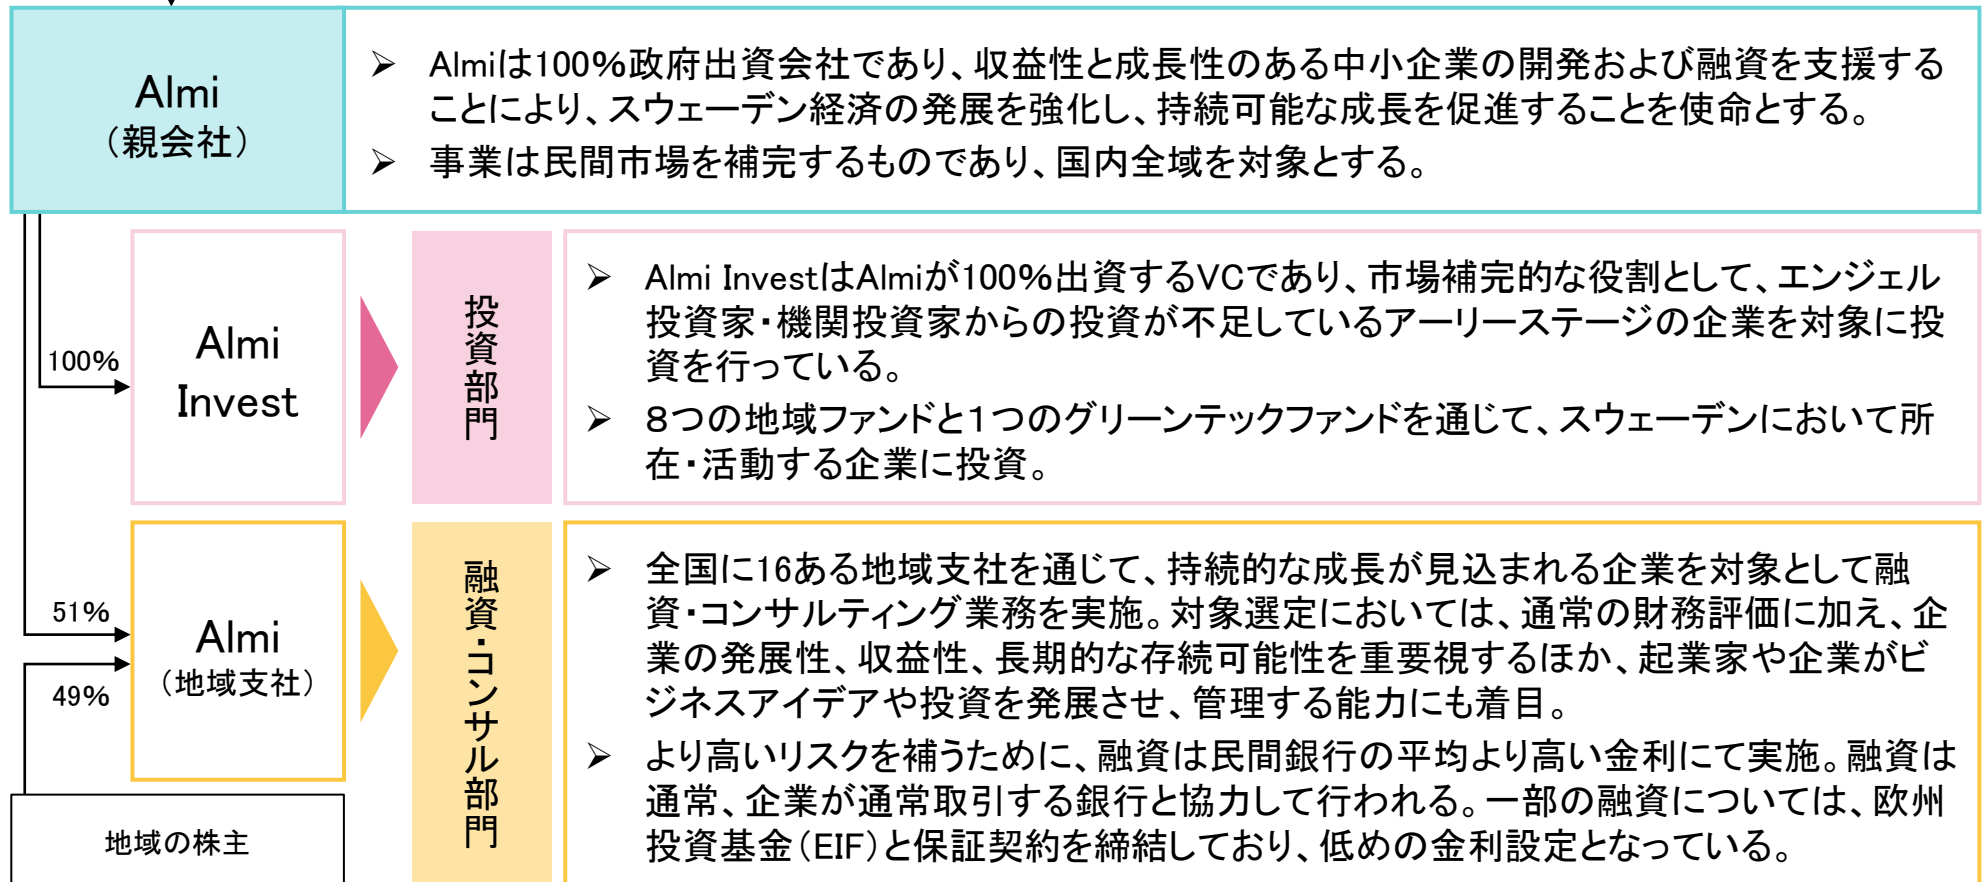 Almi
（親会社）
➢ Almiは100%政府出資会社であり、収益性と成長性のある中小企業の開発および融資を支援する
ことにより、スウェーデン経済の発展を強化し、持続可能な成長を促進することを使命とする。
➢ 事業は民間市場を補完するものであり、国内全域を対象とする。
100%
Almi
Invest
投資部門
➢ Almi InvestはAlmiが100%出資するVCであり、市場補完的な役割として、エンジェル
投資家・機関投資家からの投資が不足しているアーリーステージの企業を対象に投
資を行っている。
➢ ８つの地域ファンドと１つのグリーンテックファンドを通じて、スウェーデンにおいて所
在・活動する企業に投資。
51%
49%
Almi
（地域支社）
融資・コンサル部門
➢ 全国に16ある地域支社を通じて、持続的な成長が見込まれる企業を対象として融
資・コンサルティング業務を実施。対象選定においては、通常の財務評価に加え、企
業の発展性、収益性、長期的な存続可能性を重要視するほか、起業家や企業がビ
ジネスアイデアや投資を発展させ、管理する能力にも着目。
➢ より高いリスクを補うために、融資は民間銀行の平均より高い金利にて実施。融資は
通常、企業が通常取引する銀行と協力して行われる。一部の融資については、欧州
投資基金（EIF）と保証契約を締結しており、低めの金利設定となっている。
地域の株主